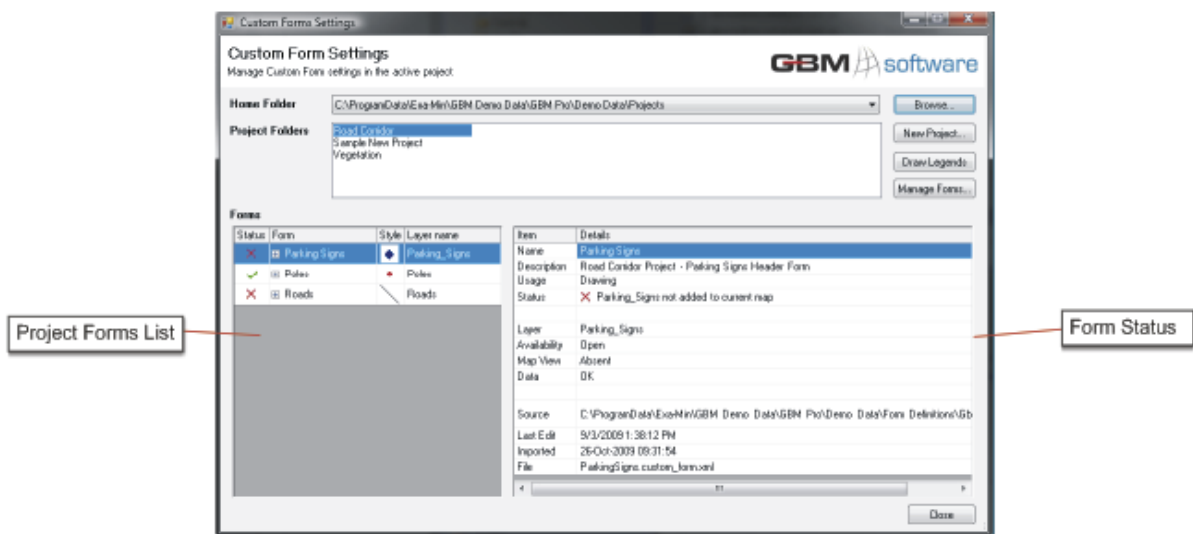 Custom Forms Settings
Custom Form Settings
Manage Custom Form settings in the active project
GBM software
Home Folder C:\ProgramData\Exa-Min\GBM Demo Data\GBM Pro\Demo Data\Projects Browse...
Project Folders Road Corridor New Project...
Sample New Project
Vegetation
Draw Legends
Manage Forms...
Forms
Status Form Style Layer name Item Details
Parking Signs Parking_Signs Name Parking Signs
Description Road Corridor Project - Parking Signs Header Form
Poles Poles Usage Drawing
Roads Roads Status Parking_Signs not added to current map
Project Forms List
Form Status
Layer Parking_Signs
Availability Open
Map View Absent
Data OK
Source C:\ProgramData\Exa-Min\GBM Demo Data\GBM Pro\Demo Data\Form Definitions\Gb
Last Edit 9/3/2009 1:38:12 PM
Imported 26-Oct-2009 09:31:54
File ParkingSigns.custom_form.xml
Close